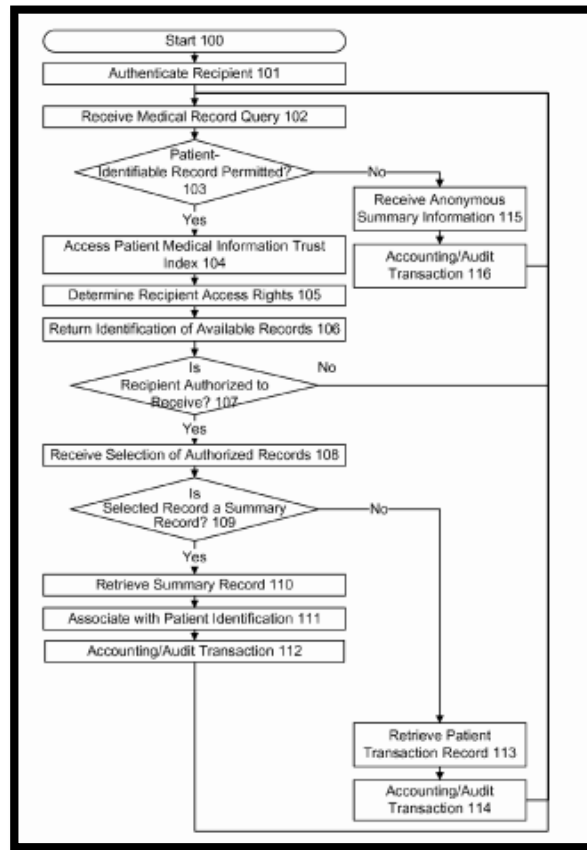 Start 100
Authenticate Recipient 101
Receive Medical Record Query 102
Patient-
Identifiable Record Permitted?
103
No
Receive Anonymous
Summary Information 115
Yes
Accounting/Audit
Transaction 116
Access Patient Medical Information Trust
Index 104
Determine Recipient Access Rights 105
Return Identification of Available Records 106
Is
Recipient Authorized to
Receive? 107
No
Yes
Receive Selection of Authorized Records 108
Is
Selected Record a Summary
Record? 109
No
Yes
Retrieve Summary Record 110
Associate with Patient Identification 111
Accounting/Audit Transaction 112
Retrieve Patient
Transaction Record 113
Accounting/Audit
Transaction 114